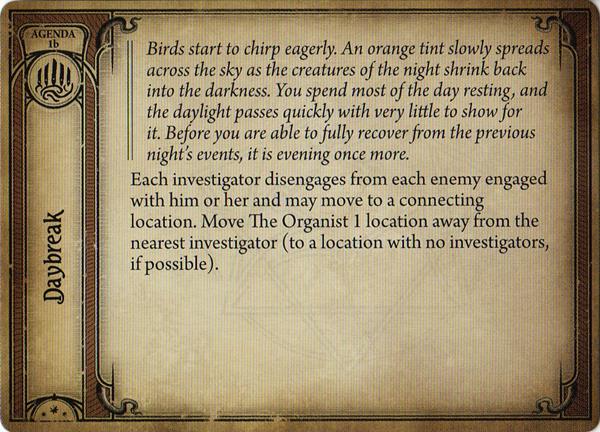 AGENDA
1b
Daybreak
Birds start to chirp eagerly. An orange tint slowly spreads
across the sky as the creatures of the night shrink back
into the darkness. You spend most of the day resting, and
the daylight passes quickly with very little to show for
it. Before you are able to fully recover from the previous
night's events, it is evening once more.
Each investigator disengages from each enemy engaged
with him or her and may move to a connecting
location. Move The Organist 1 location away from the
nearest investigator (to a location with no investigators,
if possible).